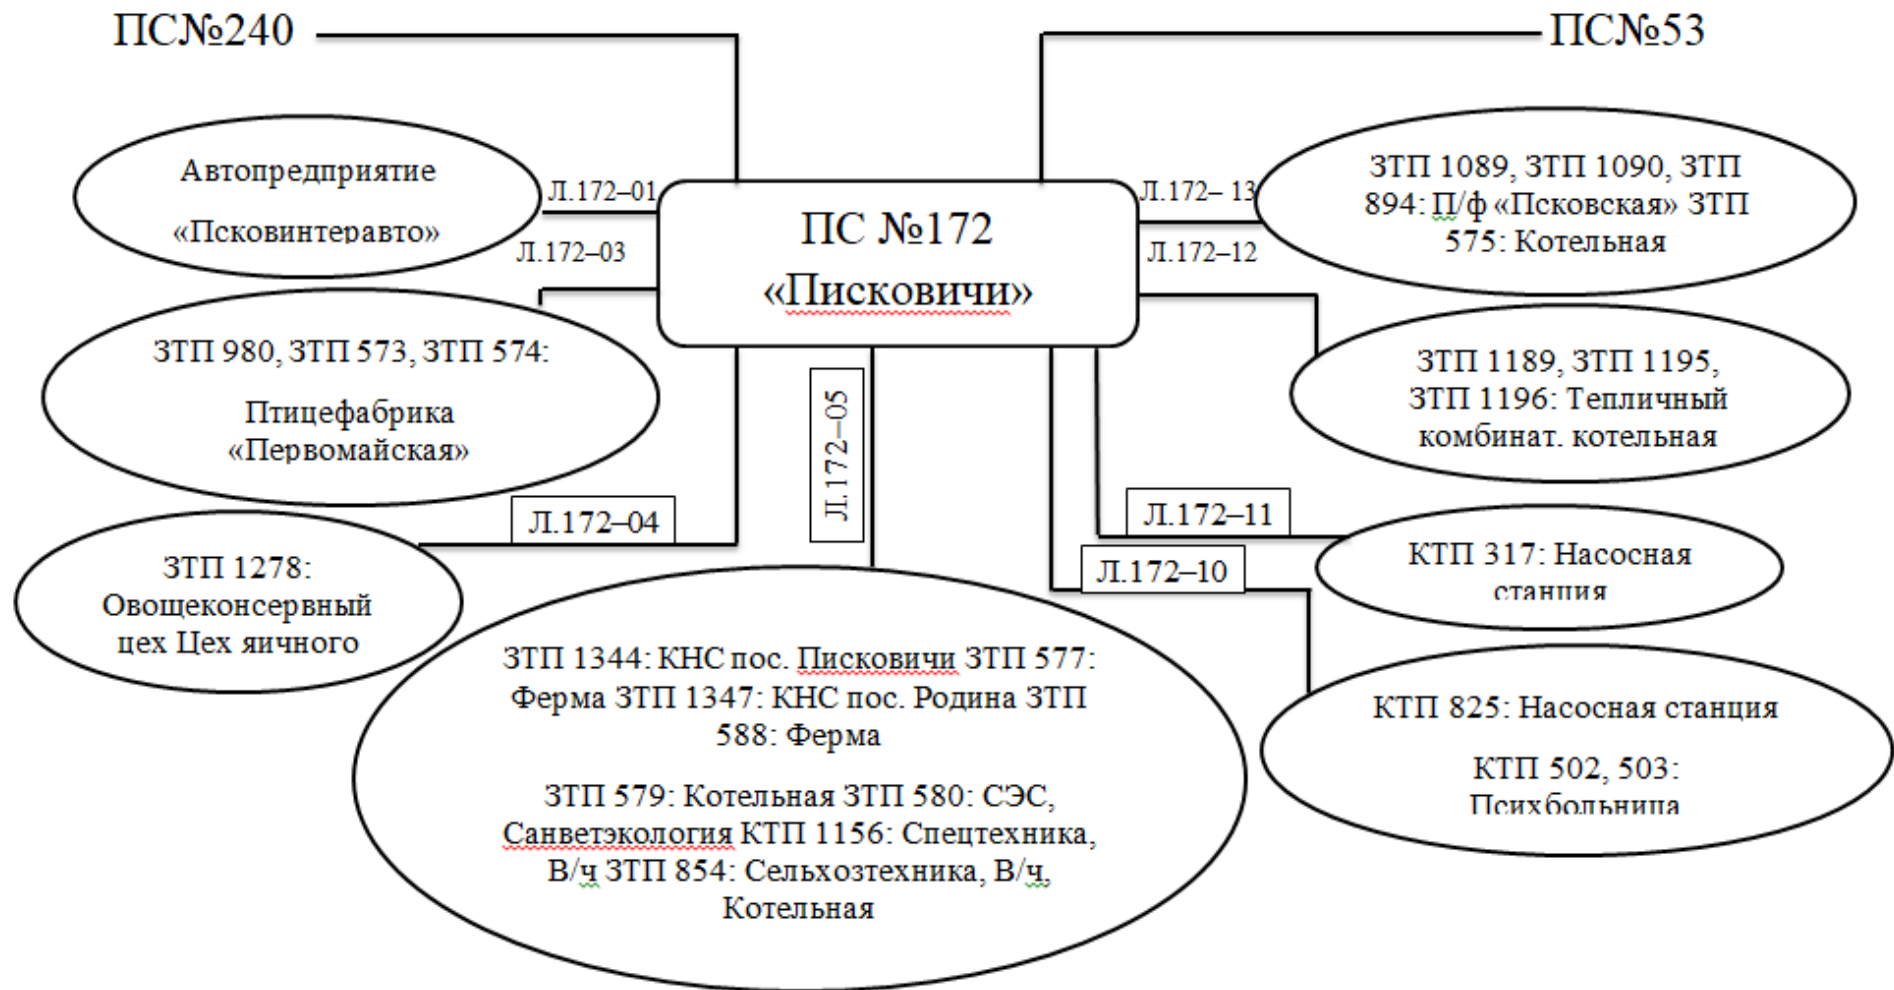 ПС№240
ПС№53
Автопредприятие
«Псковинтеравто»
Л.172–01
Л.172–03
ПС №172
«Писковичи»
Л.172– 13
Л.172–12
ЗТП 1089, ЗТП 1090, ЗТП
894: П/ф «Псковская» ЗТП
575: Котельная
ЗТП 980, ЗТП 573, ЗТП 574:
Птицефабрика
«Первомайская»
ЗТП 1189, ЗТП 1195,
ЗТП 1196: Тепличный
комбинат. котельная
Л.172–04
Л.172–05
Л.172–11
Л.172–10
ЗТП 1278:
Овощеконсервный
цех Цех яичного
КТП 317: Насосная
станция
ЗТП 1344: КНС пос. Писковичи ЗТП 577:
Ферма ЗТП 1347: КНС пос. Родина ЗТП
588: Ферма
ЗТП 579: Котельная ЗТП 580: СЭС,
Санветэкология КТП 1156: Спецтехника,
В/ч ЗТП 854: Сельхозтехника, В/ч,
Котельная
КТП 825: Насосная станция
КТП 502, 503:
Психбольница